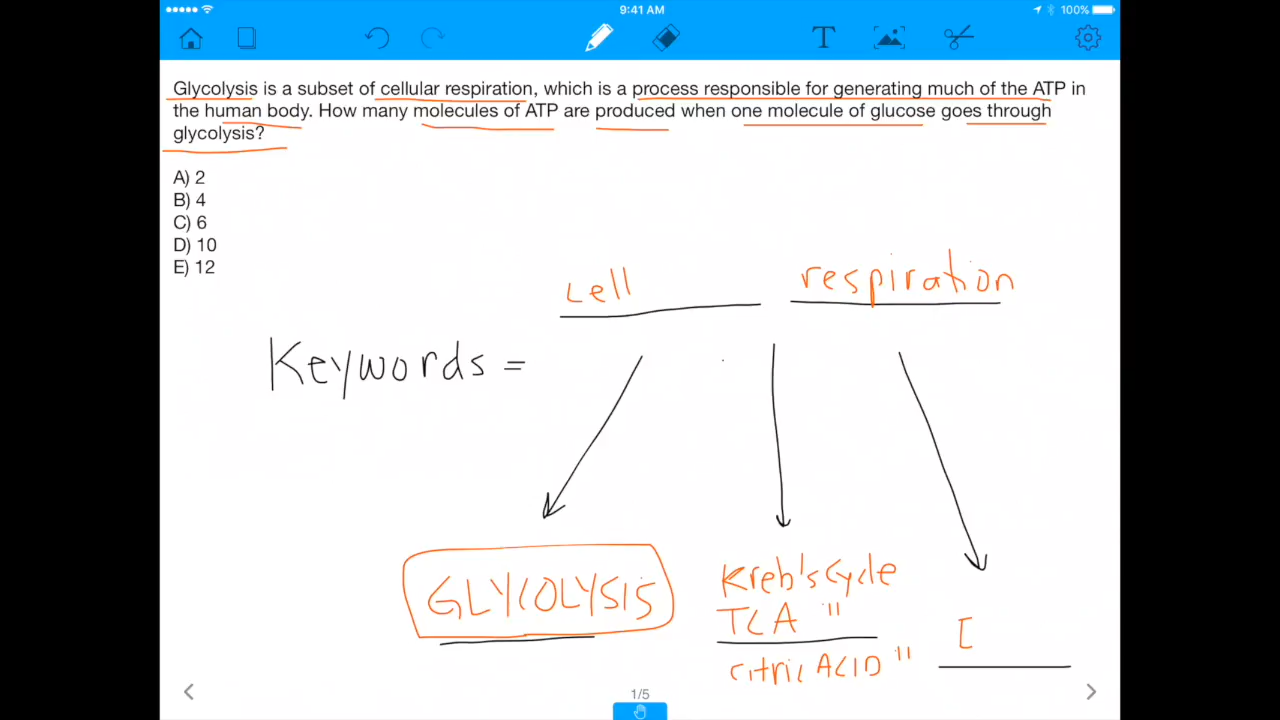 9:41 AM
100%
T
Glycolysis is a subset of cellular respiration, which is a process responsible for generating much of the ATP in
the human body. How many molecules of ATP are produced when one molecule of glucose goes through
glycolysis?
A) 2
B) 4
C) 6
D) 10
E) 12
cell respiration
Keywords =
GLYCOLYSIS
Kreb's Cycle
TCA "
Citric ACID "
[
1/5